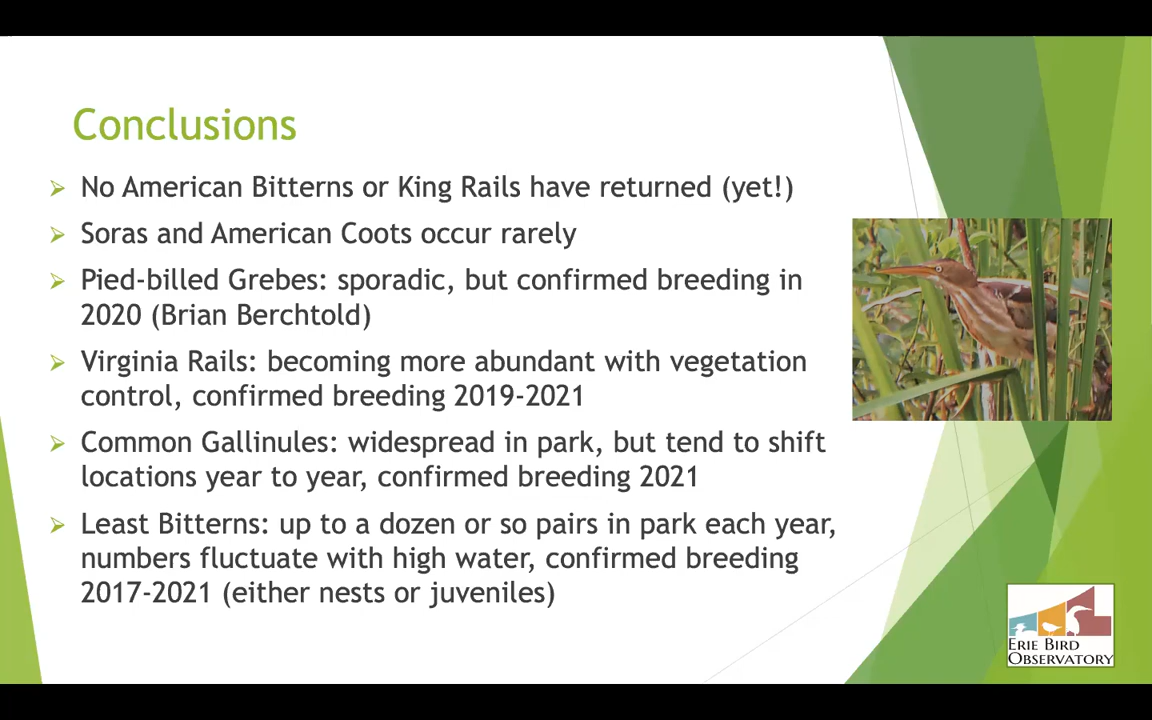 Conclusions
No American Bitterns or King Rails have returned (yet!)
Soras and American Coots occur rarely
Pied-billed Grebes: sporadic, but confirmed breeding in
2020 (Brian Berchtold)
Virginia Rails: becoming more abundant with vegetation
control, confirmed breeding 2019-2021
Common Gallinules: widespread in park, but tend to shift
locations year to year, confirmed breeding 2021
Least Bitterns: up to a dozen or so pairs in park each year,
numbers fluctuate with high water, confirmed breeding
2017-2021 (either nests or juveniles)
ERIE BIRD
OBSERVATORY